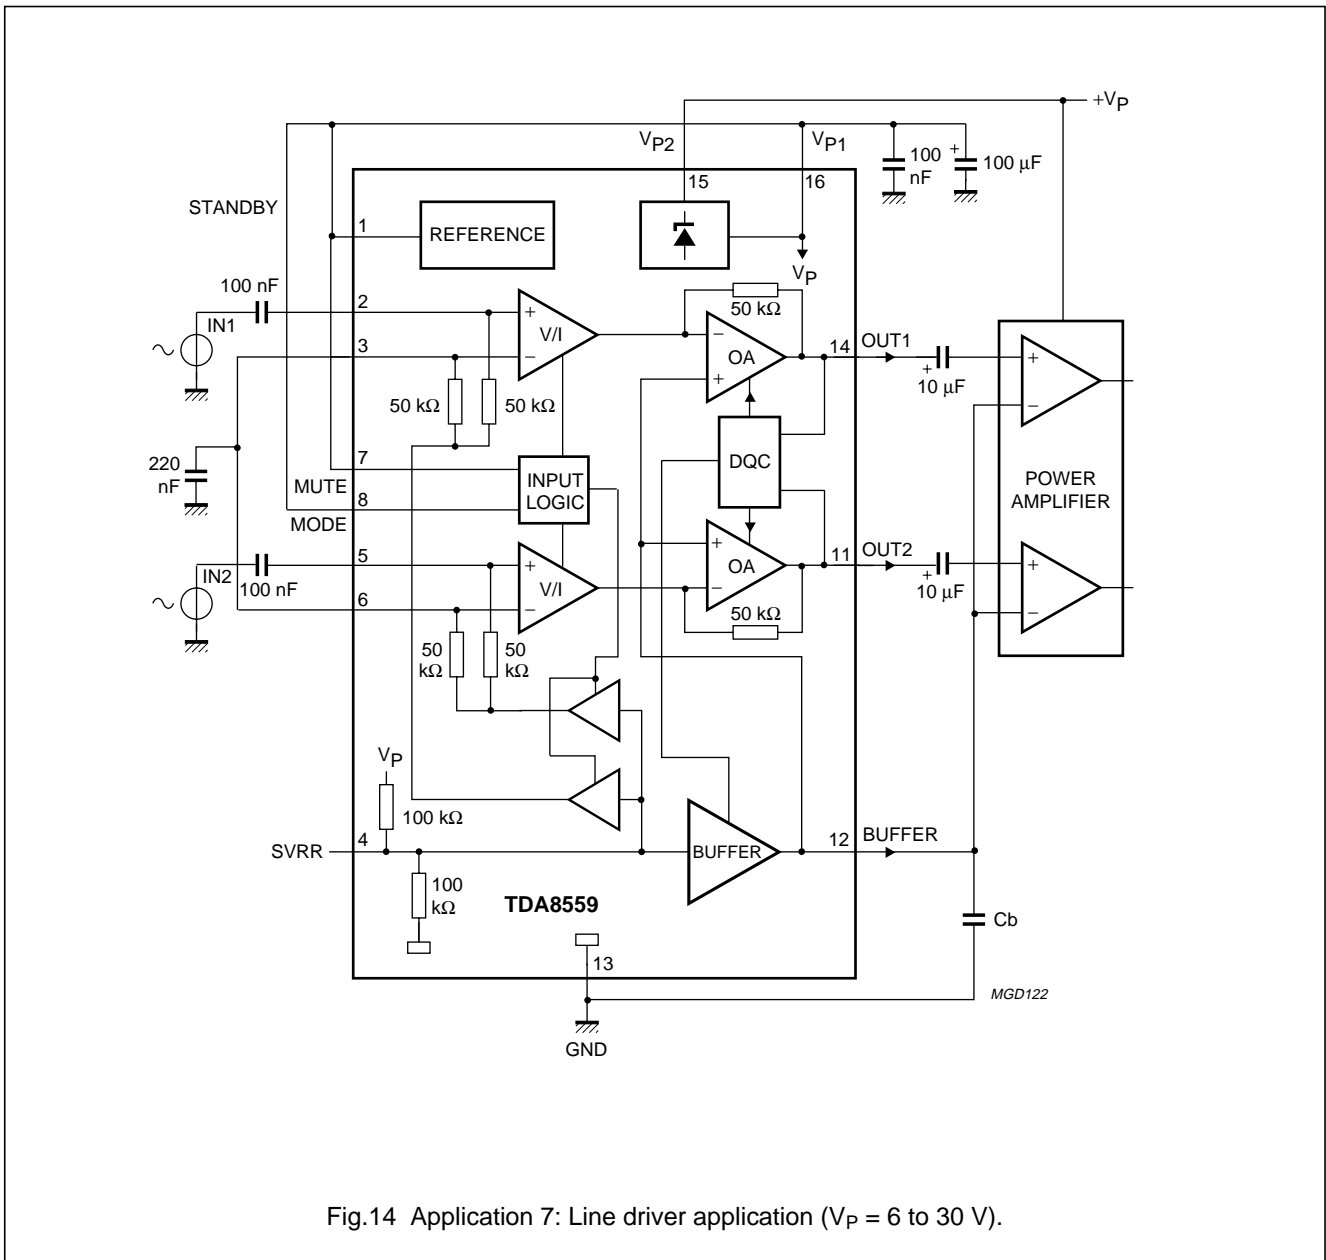 +VP
VP2
VP1
100 nF
+
100 µF
15
16
STANDBY
1
REFERENCE
VP
100 nF
2
+
V/I
50 kΩ
IN1
3
−
−
OA
14
OUT1
+
+
10 µF
+
−
50 kΩ
50 kΩ
220 nF
7
MUTE
INPUT LOGIC
DQC
POWER AMPLIFIER
8
MODE
5
+
V/I
+
OA
11
OUT2
+
IN2
100 nF
6
−
−
+
10 µF
−
50 kΩ
50 kΩ
50 kΩ
VP
100 kΩ
SVRR
4
BUFFER
12
BUFFER
100 kΩ
TDA8559
Cb
13
MGD122
GND
Fig.14 Application 7: Line driver application (VP = 6 to 30 V).